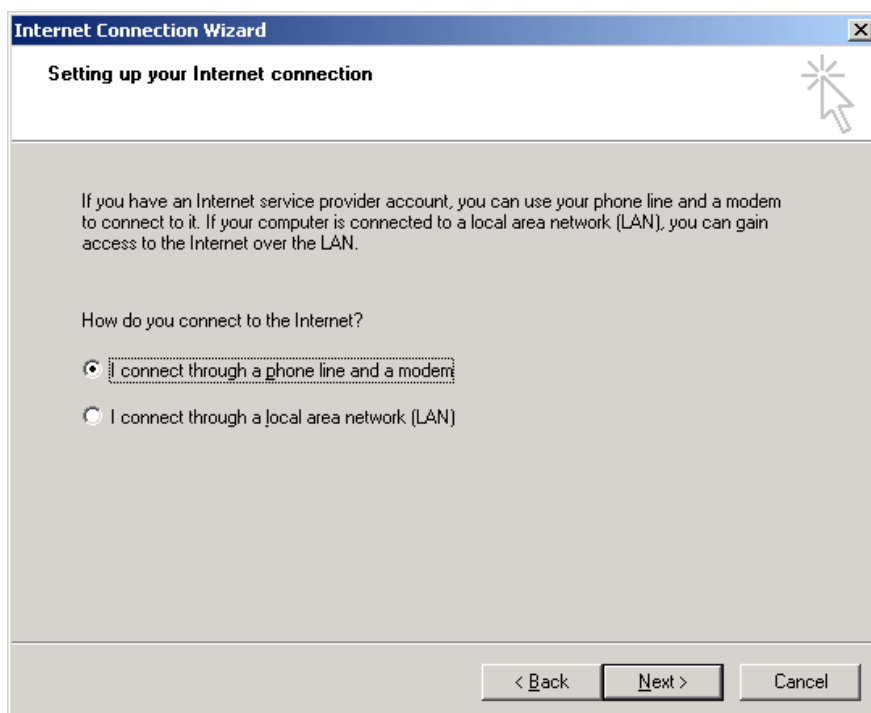 Internet Connection Wizard
Setting up your Internet connection
If you have an Internet service provider account, you can use your phone line and a modem
to connect to it. If your computer is connected to a local area network (LAN), you can gain
access to the Internet over the LAN.
How do you connect to the Internet?
I connect through a phone line and a modem
I connect through a local area network (LAN)
< Back Next > Cancel